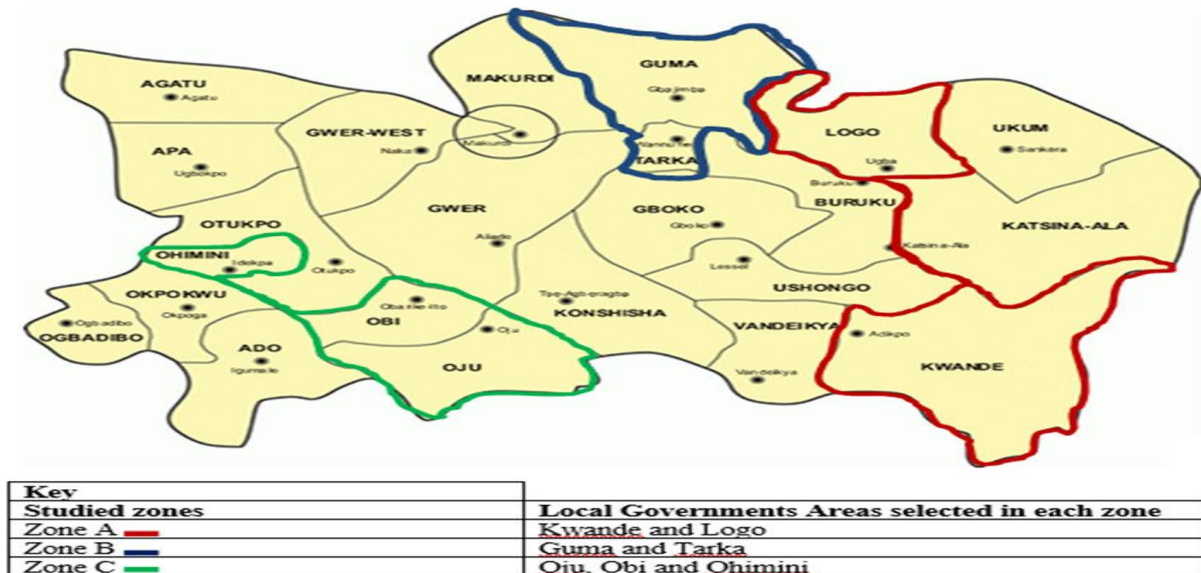 GUMA
MAKURDI
AGATU
Agatu
Gbajimba
GWER-WEST
LOGO
UKUM
Makurdi
Naka
Sankera
APA
TARKA
Ugbokpo
Ugba
Buruku
BURUKU
OTUKPO
GWER
GBOKO
Gboko
KATSINA-ALA
Aliade
Katsina-Ala
OHIMINI
Idekpa
Otukpo
Lessel
USHONGO
OKPOKWU
Okpoga
Tse-Agberagba
KONSHISHA
VANDEIKYA
Adikpo
Ogbadibo
OGBADIBO
OBI
Oju
ADO
Igumale
OJU
KWANDE
Vandeikya
Key
Studied zones Local Governments Areas selected in each zone
Zone A Kwande and Logo
Zone B Guma and Tarka
Zone C Oju, Obi and Ohimini